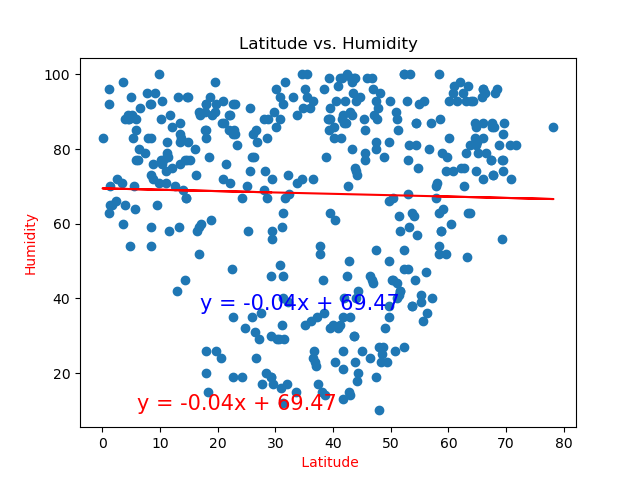 Latitude vs. Humidity
100
80
60
40
20
Humidity
y = -0.04x + 69.47
y = -0.04x + 69.47
0 10 20 30 40 50 60 70 80
Latitude